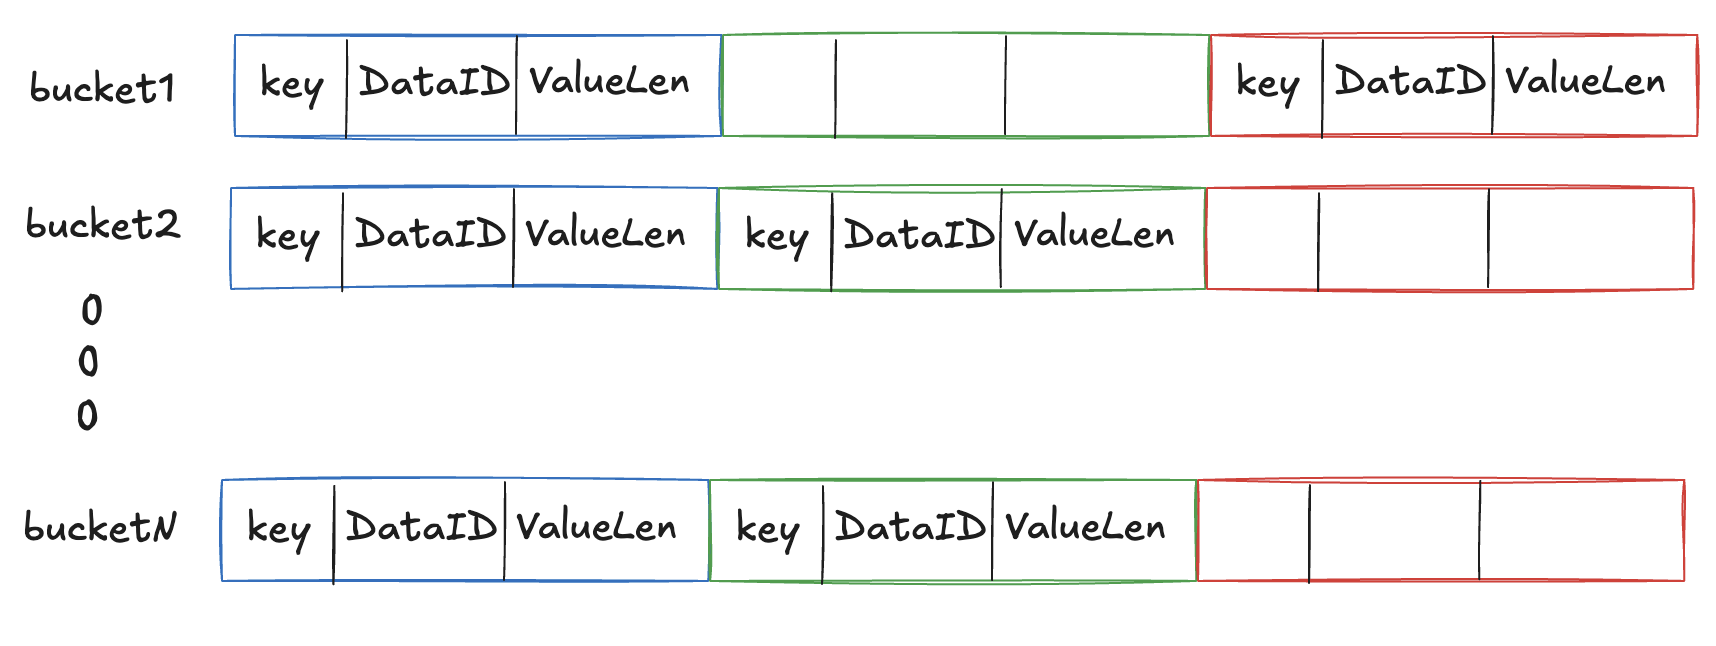 bucket1 key DataID ValueLen key DataID ValueLen
bucket2 key DataID ValueLen key DataID ValueLen
0
0
0
bucketN key DataID ValueLen key DataID ValueLen